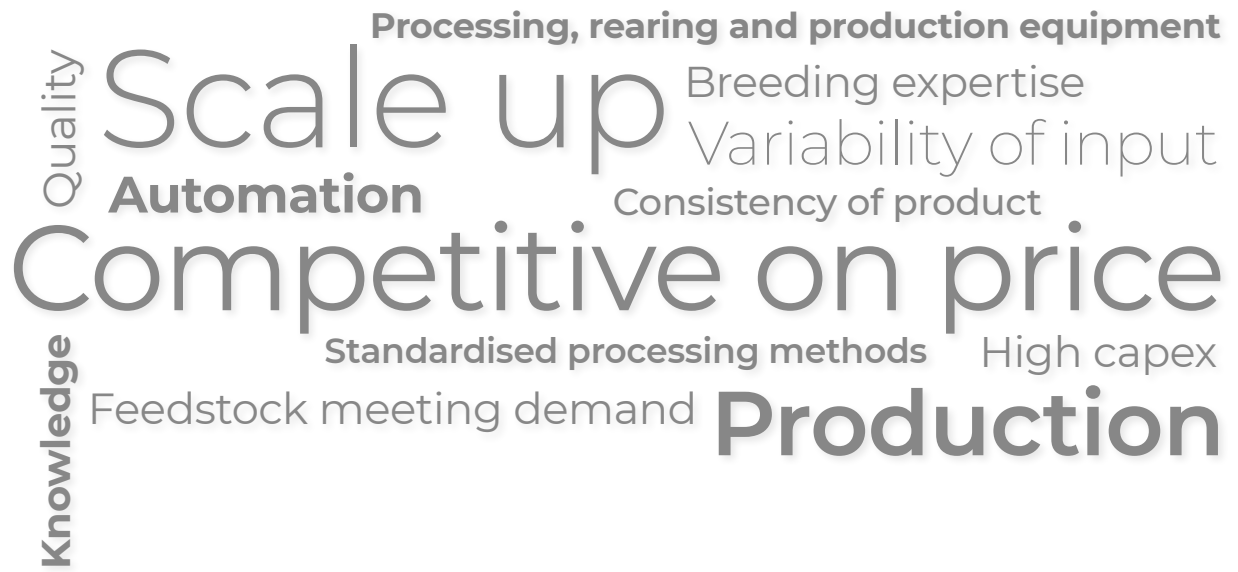 Processing, rearing and production equipment
Quality
Scale up
Breeding expertise
Variability of input
Automation
Consistency of product
Competitive on price
Knowledge
Standardised processing methods
High capex
Feedstock meeting demand
Production